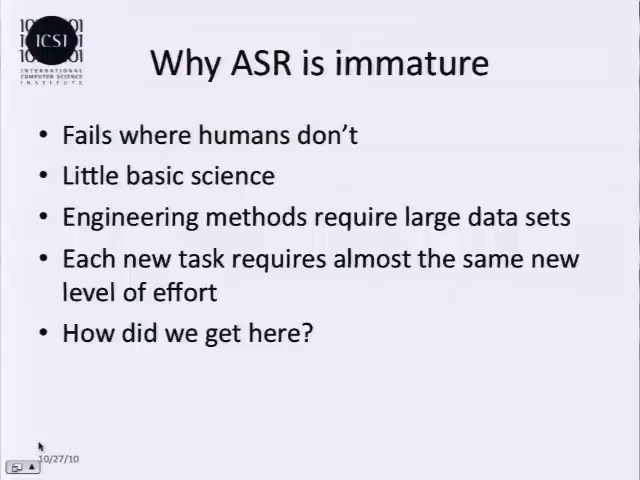 ICSI
INTERNATIONAL
COMPUTER SCIENCE
INSTITUTE
Why ASR is immature
• Fails where humans don't
• Little basic science
• Engineering methods require large data sets
• Each new task requires almost the same new
level of effort
• How did we get here?
10/27/10